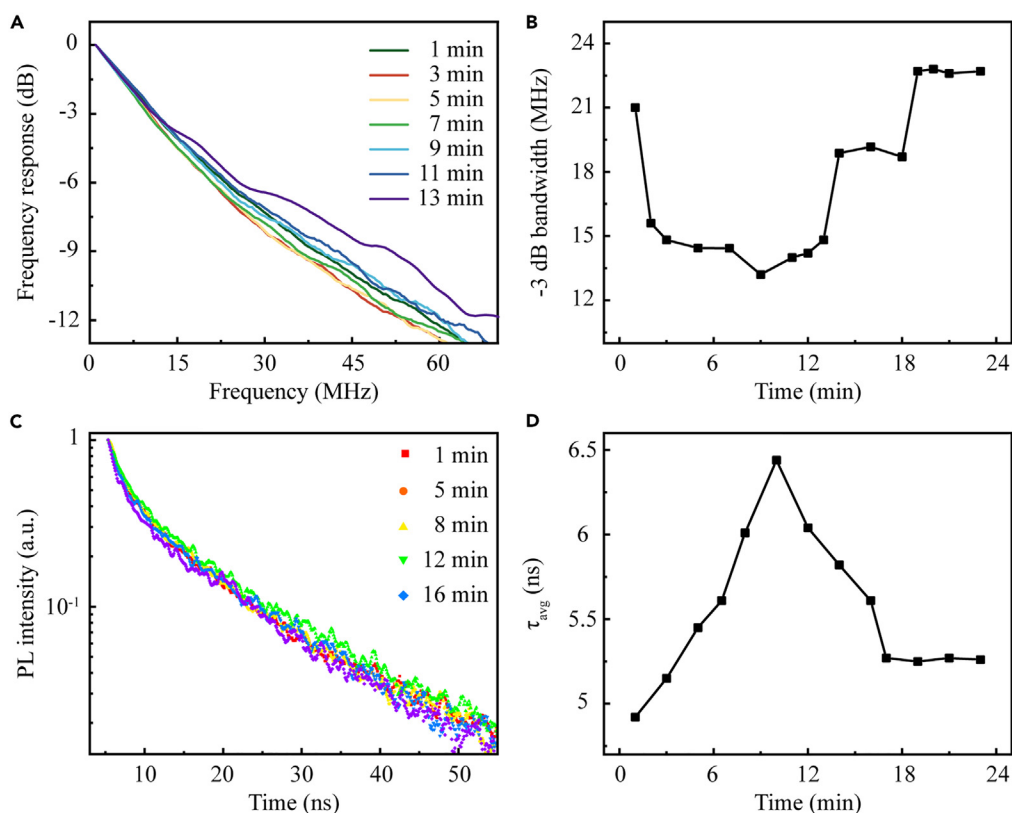 A
Frequency response (dB)
0
-3
-6
-9
-12
0
15
30
45
60
Frequency (MHz)
1 min
3 min
5 min
7 min
9 min
11 min
13 min
B
-3 dB bandwidth (MHz)
24
21
18
15
12
0
6
12
18
24
Time (min)
C
PL intensity (a.u.)
1
10⁻¹
10
20
30
40
50
Time (ns)
1 min
5 min
8 min
12 min
16 min
D
τavg (ns)
6.5
6
5.5
5
0
6
12
18
24
Time (min)